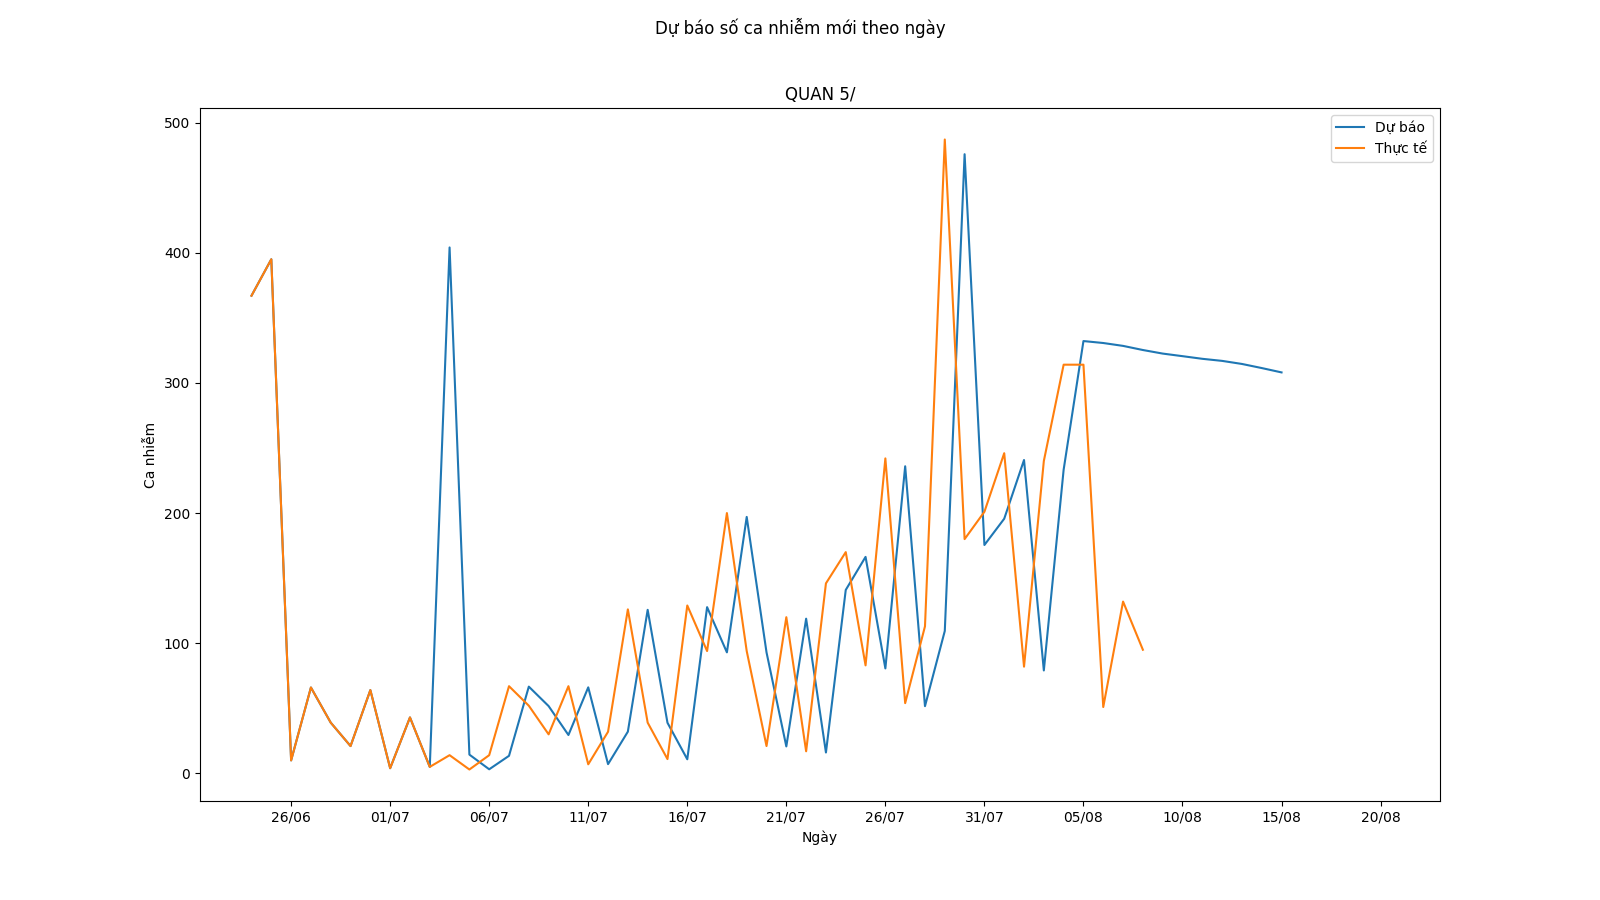 Dự báo số ca nhiễm mới theo ngày
QUAN 5/
Dự báo
Thực tế
500
400
300
200
100
0
Ca nhiễm
26/06 01/07 06/07 11/07 16/07 21/07 26/07 31/07 05/08 10/08 15/08 20/08
Ngày